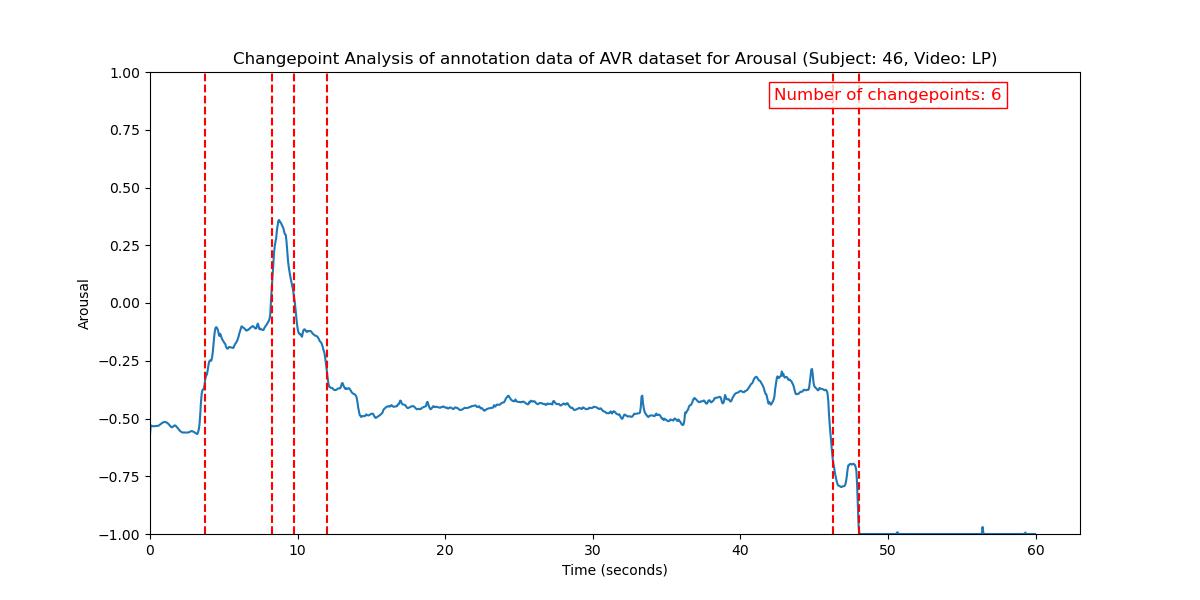 Changepoint Analysis of annotation data of AVR dataset for Arousal (Subject: 46, Video: LP)
Number of changepoints: 6
1.00
0.75
0.50
0.25
0.00
−0.25
−0.50
−0.75
−1.00
Arousal
0 10 20 30 40 50 60
Time (seconds)